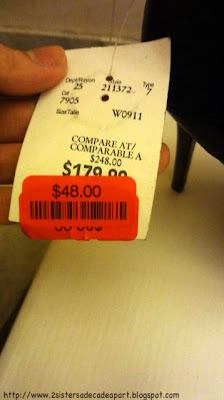 Dept/Rayon Style Type
25 211372 7
Cat
7905 W0911
Size/Taille
COMPARE AT/
COMPARABLE A
$248.00
$48.00
http://www.2sistersadecadeapart.blogspot.com